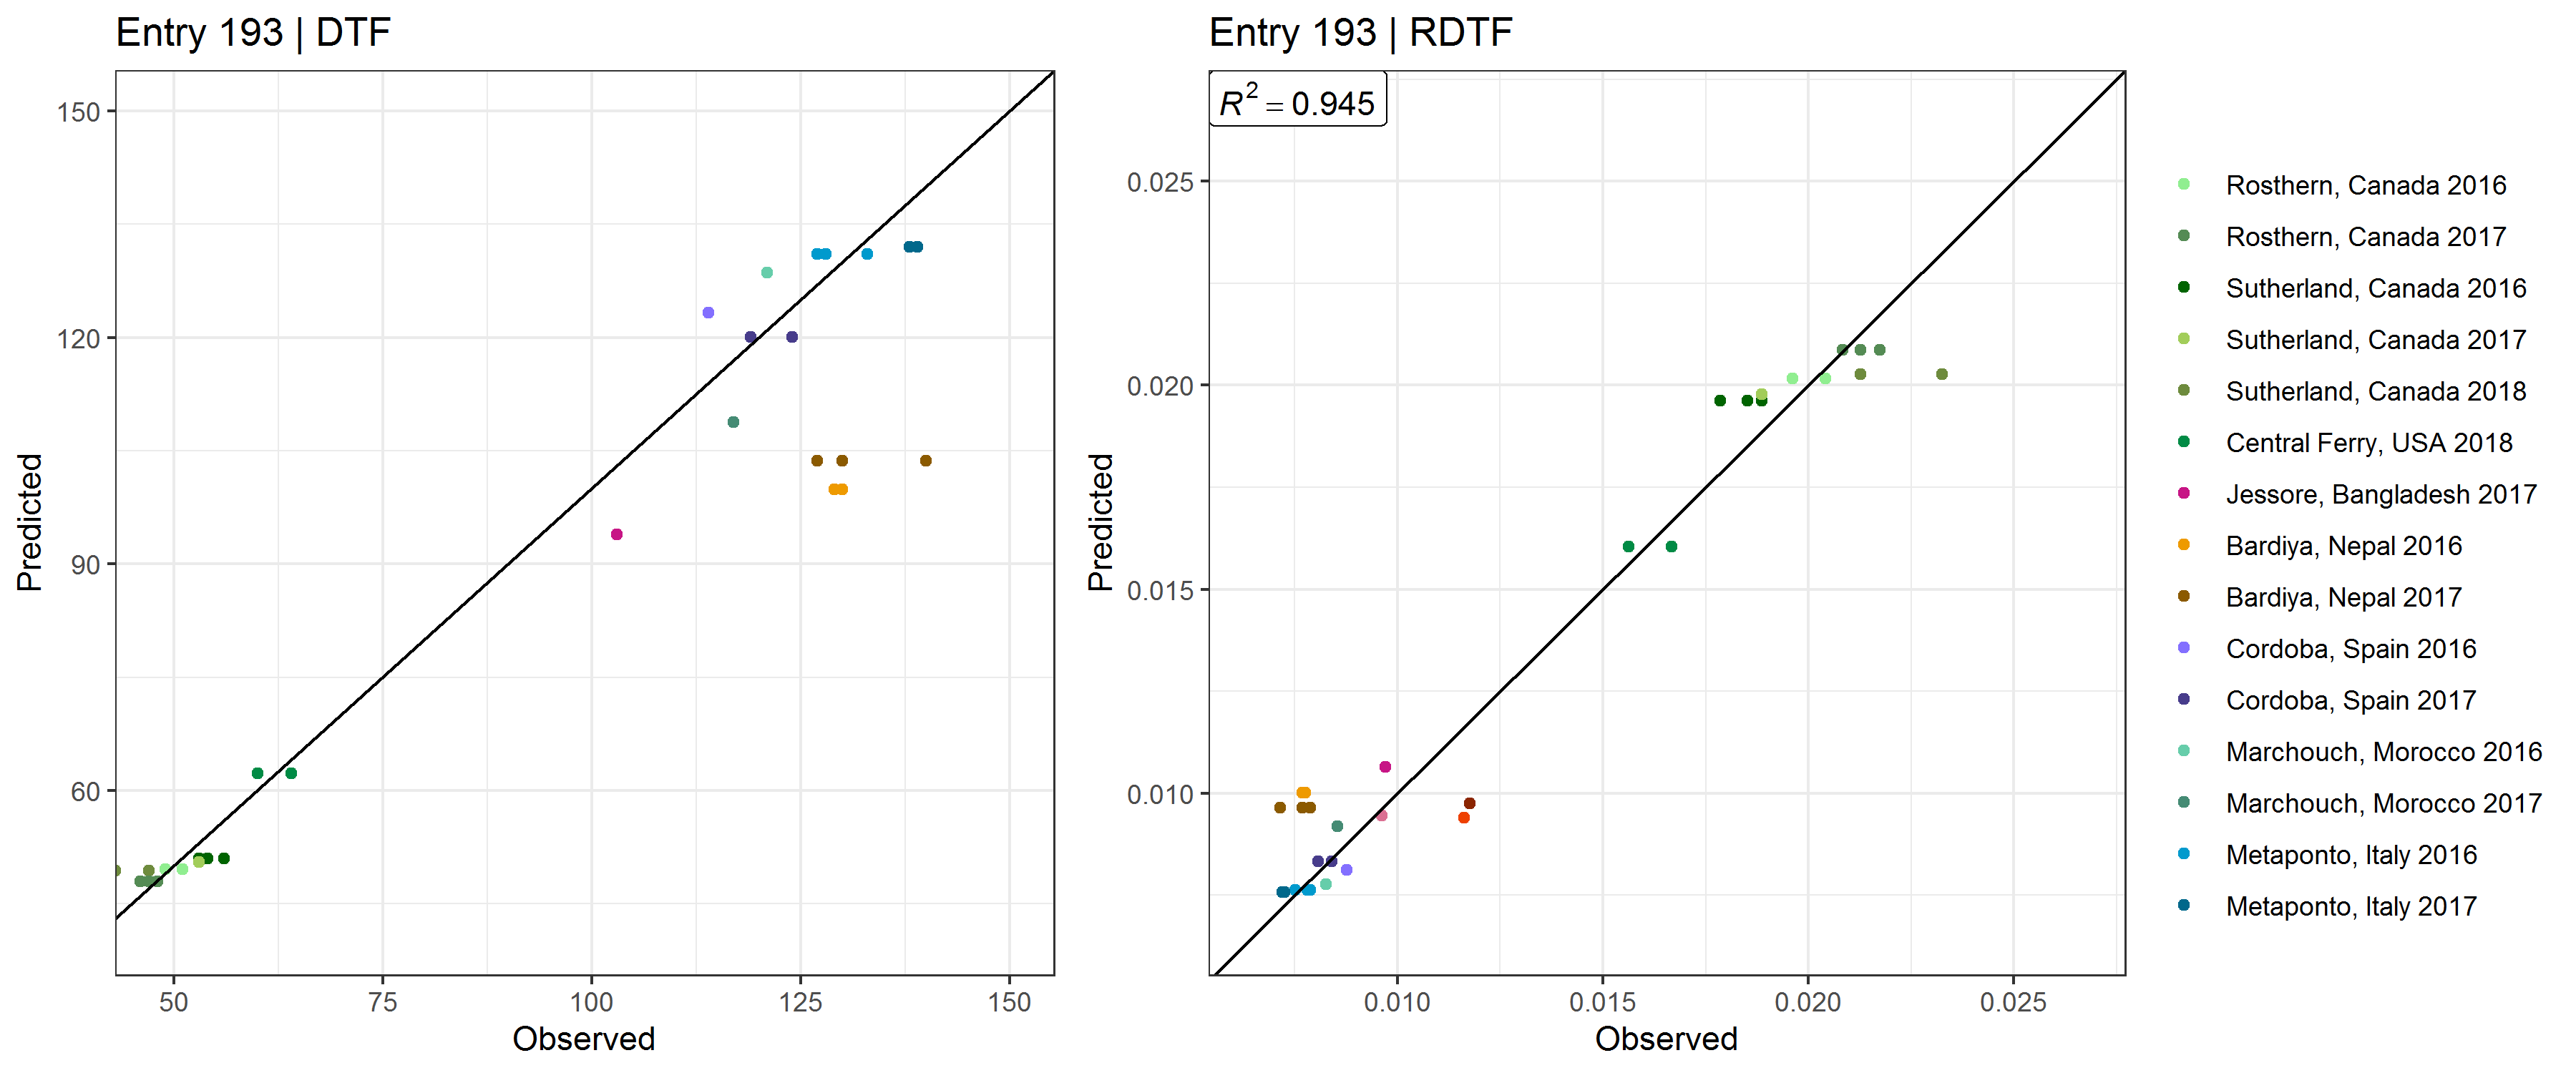 Entry 193 | DTF
150
120
90
60
Predicted
50 75 100 125 150
Observed
Entry 193 | RDTF
R² = 0.945
0.025
0.020
0.015
0.010
Predicted
0.010 0.015 0.020 0.025
Observed
Rosthern, Canada 2016
Rosthern, Canada 2017
Sutherland, Canada 2016
Sutherland, Canada 2017
Sutherland, Canada 2018
Central Ferry, USA 2018
Jessore, Bangladesh 2017
Bardiya, Nepal 2016
Bardiya, Nepal 2017
Cordoba, Spain 2016
Cordoba, Spain 2017
Marchouch, Morocco 2016
Marchouch, Morocco 2017
Metaponto, Italy 2016
Metaponto, Italy 2017